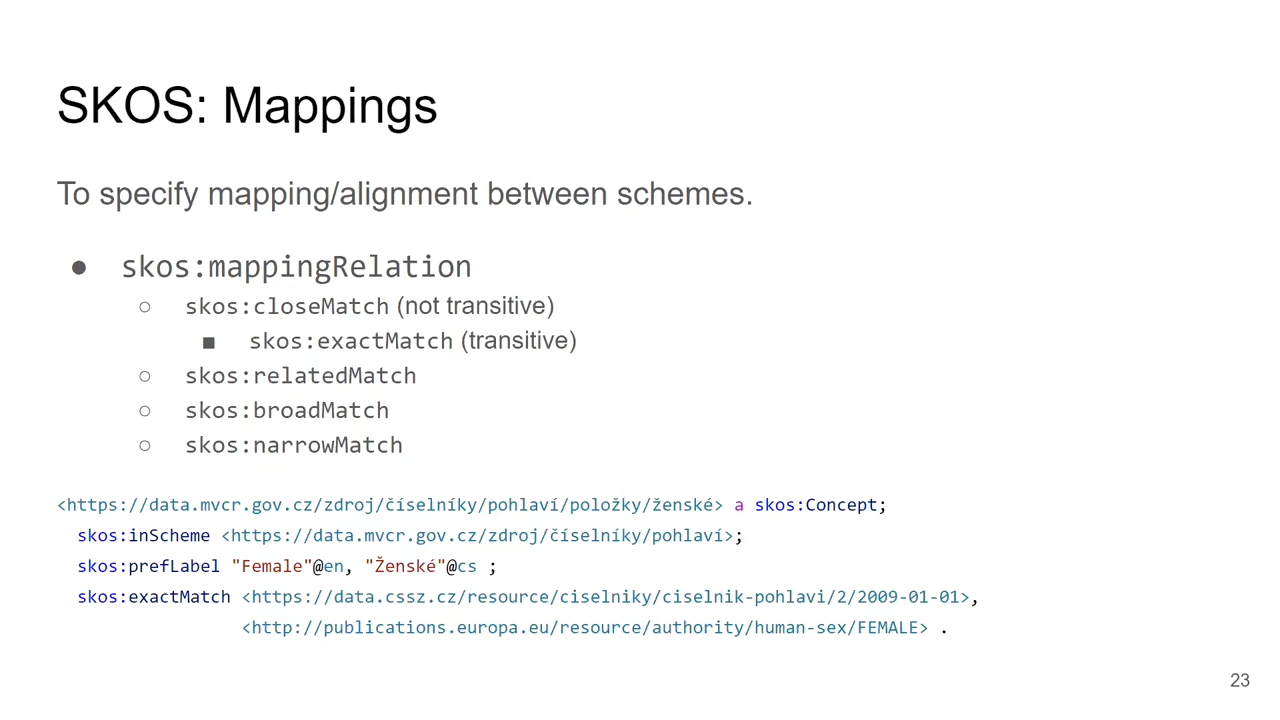 SKOS: Mappings
To specify mapping/alignment between schemes.
● skos:mappingRelation
○ skos:closeMatch (not transitive)
■ skos:exactMatch (transitive)
○ skos:relatedMatch
○ skos:broadMatch
○ skos:narrowMatch
<https://data.mvcr.gov.cz/zdroj/číselníky/pohlaví/položky/ženské> a skos:Concept;
skos:inScheme <https://data.mvcr.gov.cz/zdroj/číselníky/pohlaví>;
skos:prefLabel "Female"@en, "Ženské"@cs ;
skos:exactMatch <https://data.cssz.cz/resource/ciselniky/ciselnik-pohlavi/2/2009-01-01>,
<http://publications.europa.eu/resource/authority/human-sex/FEMALE> .
23